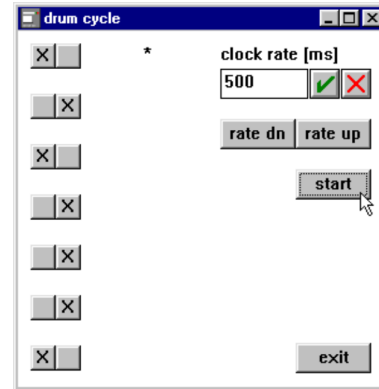 drum cycle
X * clock rate [ms]
500
X
rate dn rate up
X
start
X
X
X
X exit